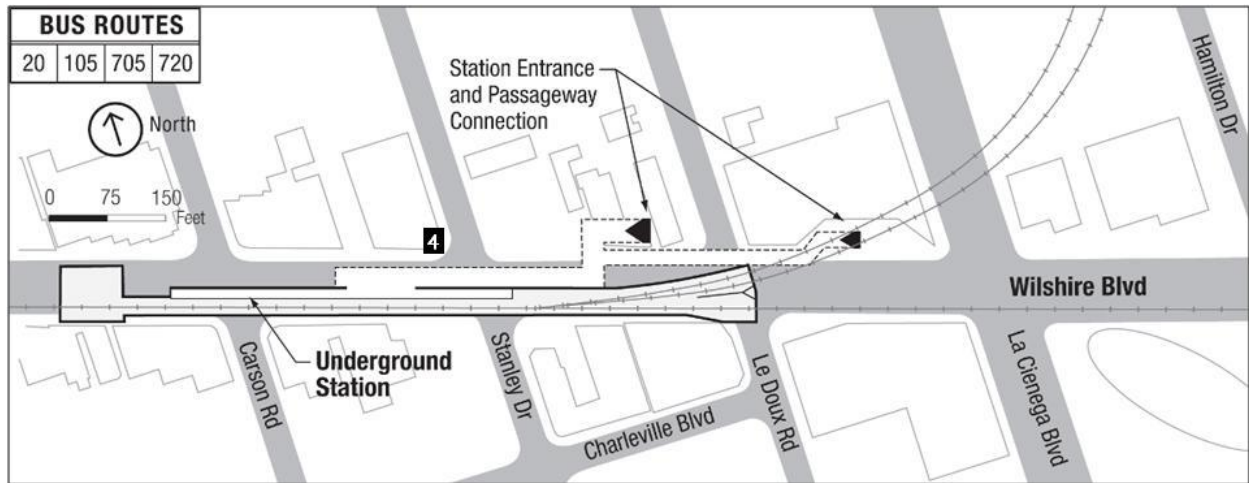 BUS ROUTES
20 105 705 720
North
0 75 150
Feet
Station Entrance
and Passageway
Connection
Hamilton Dr
4
Wilshire Blvd
Underground
Station
Carson Rd
Stanley Dr
Charleville Blvd
Le Doux Rd
La Cienega Blvd